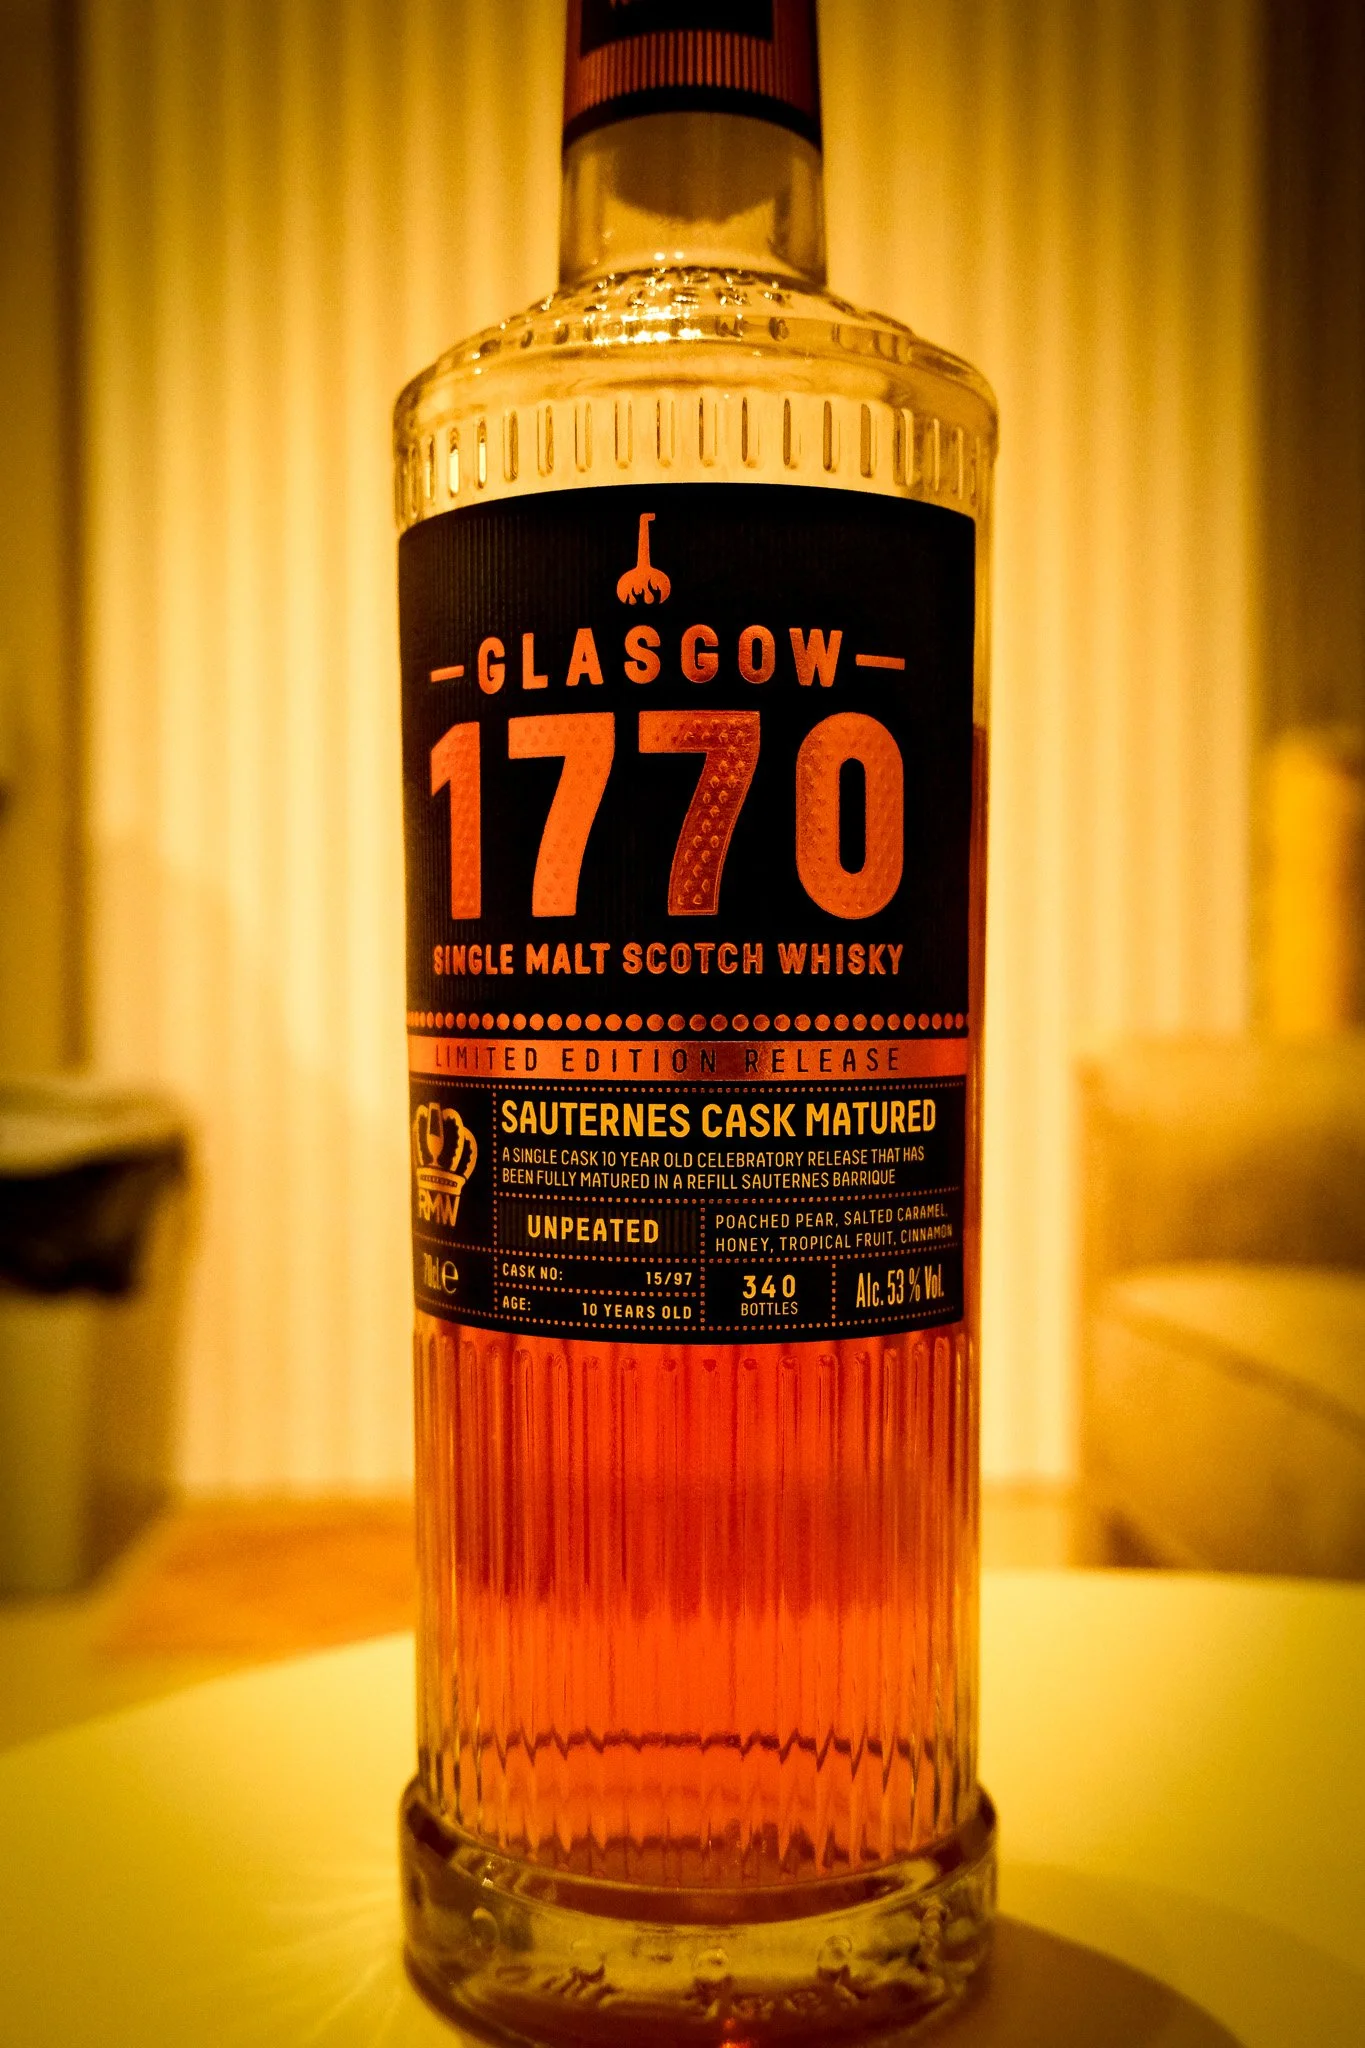 GLASGOW
1770
SINGLE MALT SCOTCH WHISKY
LIMITED EDITION RELEASE
RMW
SAUTERNES CASK MATURED
A SINGLE CASK 10 YEAR OLD CELEBRATORY RELEASE THAT HAS
BEEN FULLY MATURED IN A REFILL SAUTERNES BARRIQUE
UNPEATED
POACHED PEAR, SALTED CARAMEL,
HONEY, TROPICAL FRUIT, CINNAMON
70cl e
CASK NO: 15/97
AGE: 10 YEARS OLD
340
BOTTLES
Alc. 53 % Vol.